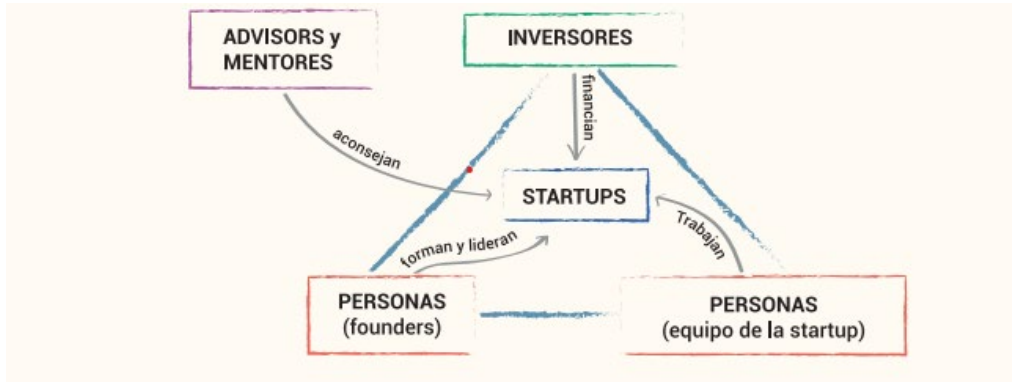 ADVISORS y
MENTORES
INVERSORES
financian
aconsejan
STARTUPS
forman y lideran
Trabajan
PERSONAS
(founders)
PERSONAS
(equipo de la startup)